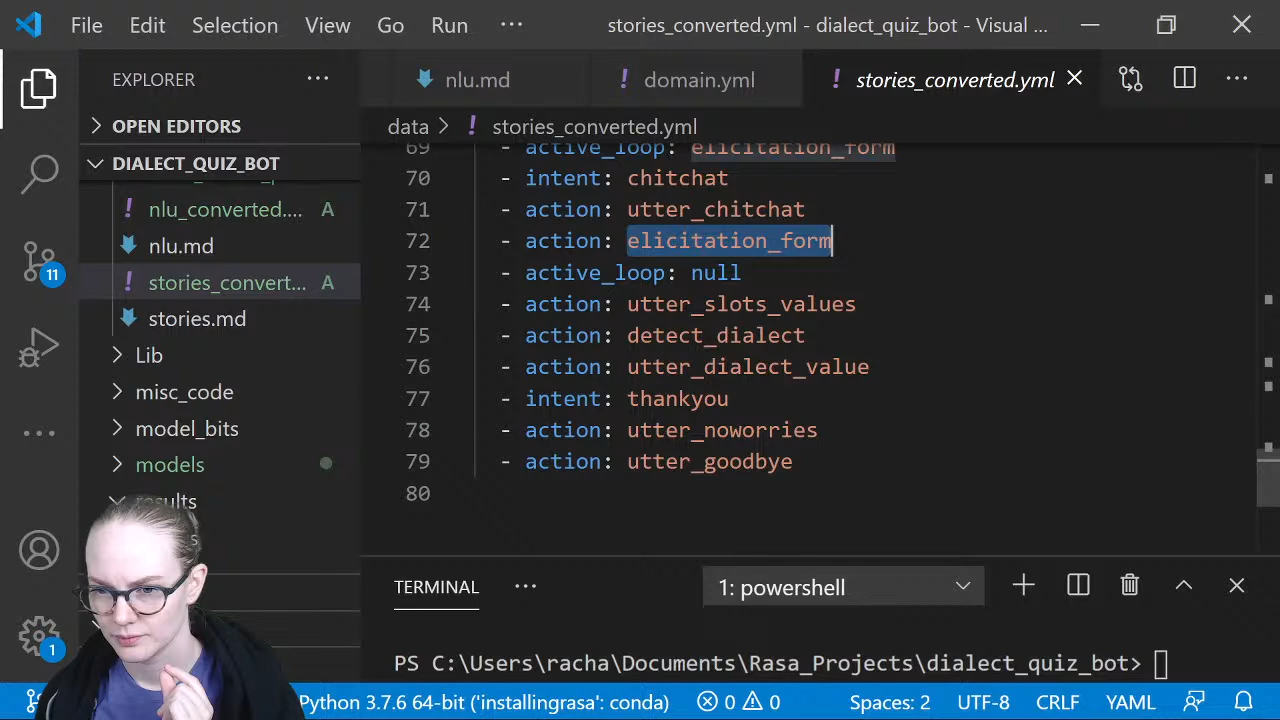 File Edit Selection View Go Run ··· stories_converted.yml - dialect_quiz_bot - Visual ...
EXPLORER ···
nlu.md ! domain.yml ! stories_converted.yml ···
OPEN EDITORS
data > ! stories_converted.yml
DIALECT_QUIZ_BOT
! nlu_converted.... A
nlu.md
! stories_convert... A
stories.md
Lib
misc_code
model_bits
models
results
11
1
69 - active_loop: elicitation_form
70 - intent: chitchat
71 - action: utter_chitchat
72 - action: elicitation_form
73 - active_loop: null
74 - action: utter_slots_values
75 - action: detect_dialect
76 - action: utter_dialect_value
77 - intent: thankyou
78 - action: utter_noworries
79 - action: utter_goodbye
80
TERMINAL ··· 1: powershell
PS C:\Users\racha\Documents\Rasa_Projects\dialect_quiz_bot>
Python 3.7.6 64-bit ('installingrasa': conda) 0 0 Spaces: 2 UTF-8 CRLF YAML